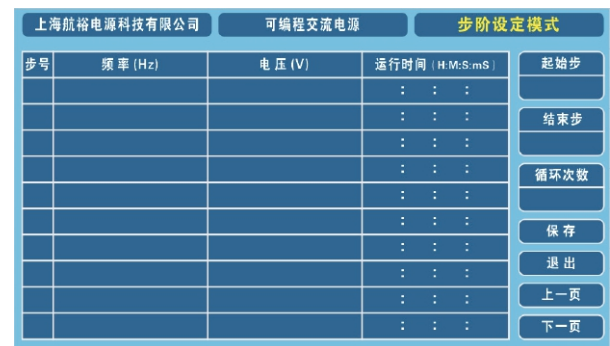 上海航裕电源科技有限公司 可编程交流电源 步阶设定模式
步号 频率(Hz) 电压(V) 运行时间(H:M:S:mS) 起始步
: : :
: : : 结束步
: : :
: : : 循环次数
: : :
: : : 保存
: : :
: : : 退出
: : : 上一页
: : : 下一页